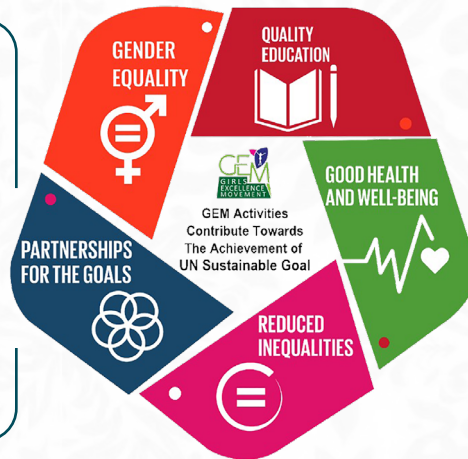 GENDER
EQUALITY
QUALITY
EDUCATION
GOOD HEALTH
AND WELL-BEING
REDUCED
INEQUALITIES
PARTNERSHIPS
FOR THE GOALS
GEM
GIRLS
EXCELLENCE
MOVEMENT
GEM Activities
Contribute Towards
The Achievement of
UN Sustainable Goal